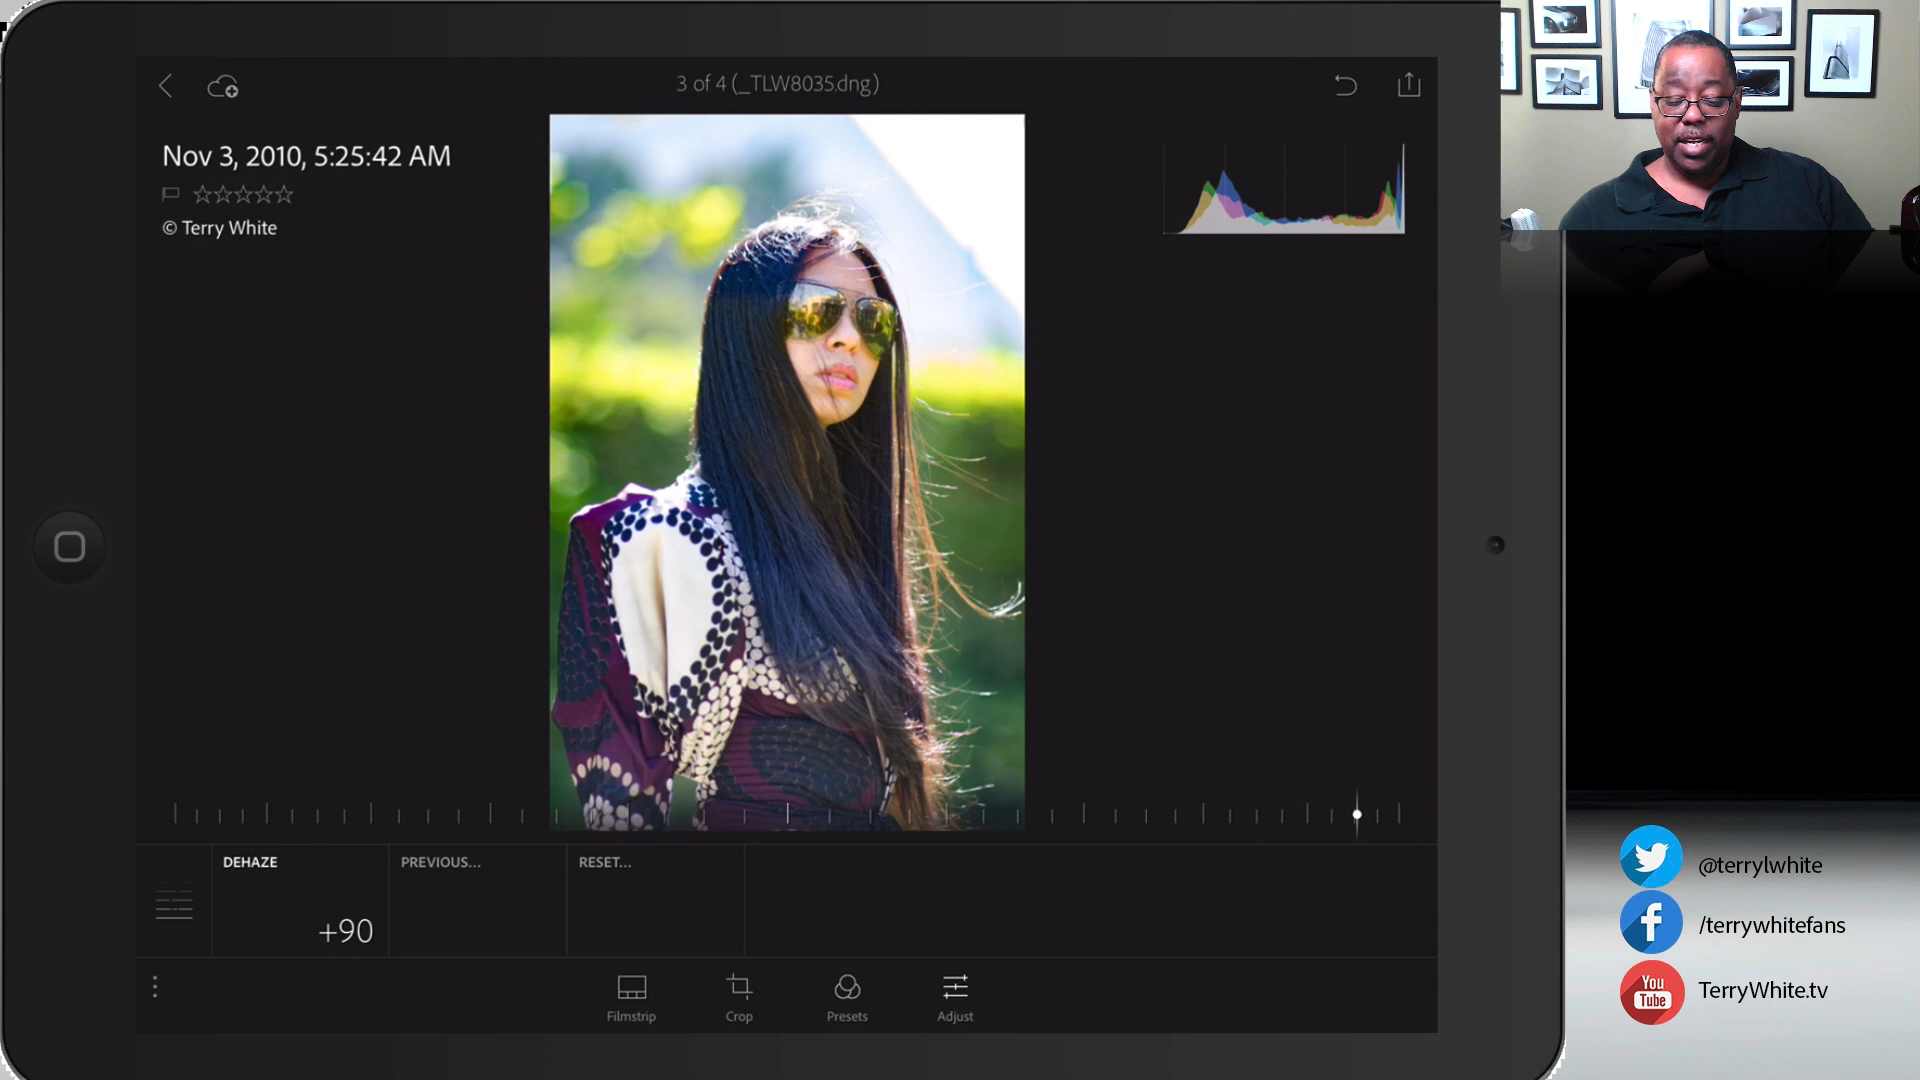 3 of 4 (_TLW8035.dng)
Nov 3, 2010, 5:25:42 AM
© Terry White
DEHAZE
PREVIOUS...
RESET...
+90
Filmstrip
Crop
Presets
Adjust
@terrylwhite
/terrywhitefans
You
Tube
TerryWhite.tv